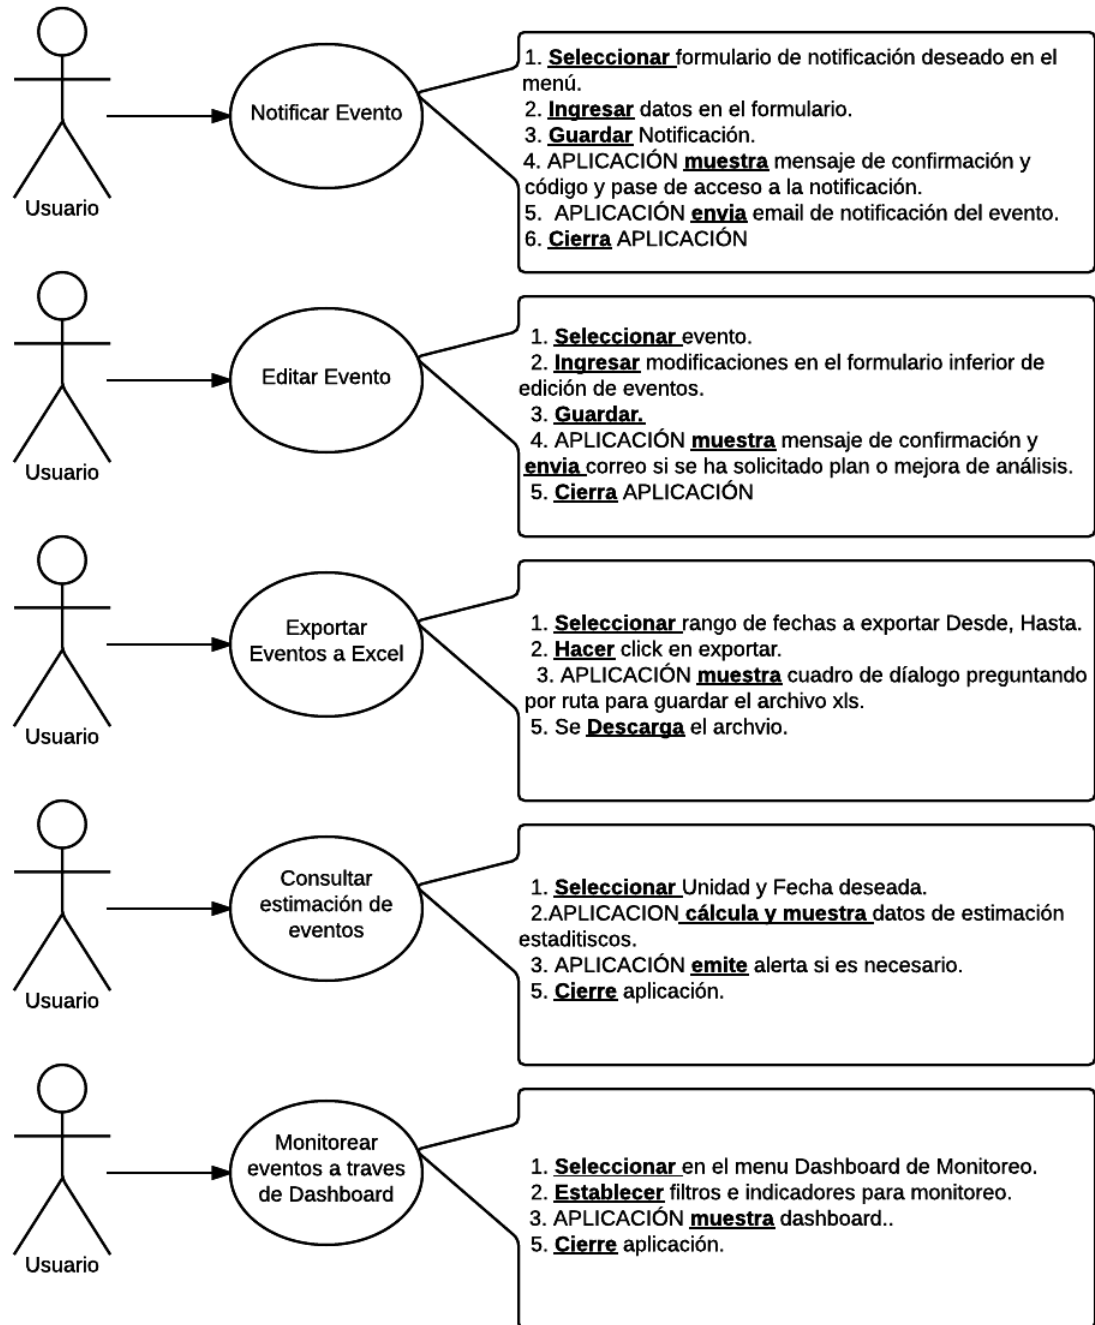 Usuario
Notificar Evento
1. Seleccionar formulario de notificación deseado en el
menú.
2. Ingresar datos en el formulario.
3. Guardar Notificación.
4. APLICACIÓN muestra mensaje de confirmación y
código y pase de acceso a la notificación.
5. APLICACIÓN envia email de notificación del evento.
6. Cierra APLICACIÓN
Usuario
Editar Evento
1. Seleccionar evento.
2. Ingresar modificaciones en el formulario inferior de
edición de eventos.
3. Guardar.
4. APLICACIÓN muestra mensaje de confirmación y
envia correo si se ha solicitado plan o mejora de análisis.
5. Cierra APLICACIÓN
Usuario
Exportar
Eventos a Excel
1. Seleccionar rango de fechas a exportar Desde, Hasta.
2. Hacer click en exportar.
3. APLICACIÓN muestra cuadro de díalogo preguntando
por ruta para guardar el archivo xls.
5. Se Descarga el archvio.
Usuario
Consultar
estimación de
eventos
1. Seleccionar Unidad y Fecha deseada.
2.APLICACION cálcula y muestra datos de estimación
estaditiscos.
3. APLICACIÓN emite alerta si es necesario.
5. Cierre aplicación.
Usuario
Monitorear
eventos a traves
de Dashboard
1. Seleccionar en el menu Dashboard de Monitoreo.
2. Establecer filtros e indicadores para monitoreo.
3. APLICACIÓN muestra dashboard..
5. Cierre aplicación.